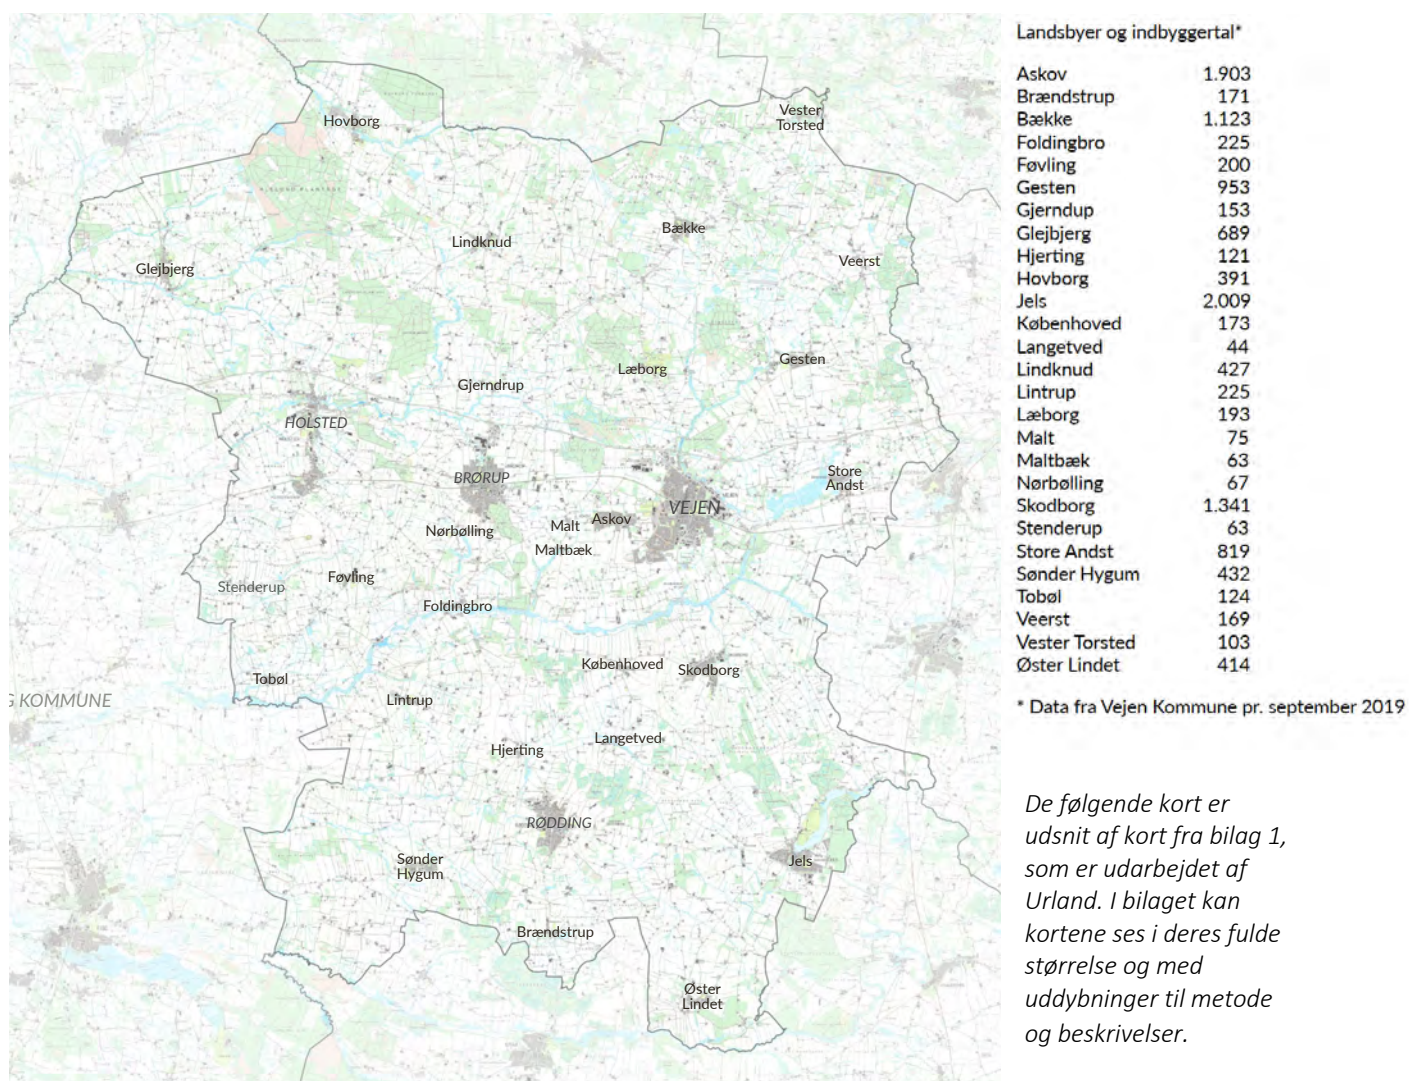 Hovborg
Vester
Torsted
Lindknud
Bække
Glejbjerg
Veerst
Læborg
Gesten
Gjerndrup
HOLSTED
BRØRUP
Store
Andst
VEJEN
Nørbølling
Malt
Askov
Maltbæk
Stenderup
Føvling
Foldingbro
Københoved
Skodborg
Tobøl
KOMMUNE
Lintrup
Hjerting
Langetved
RØDDING
Sønder
Hygum
Jels
Brændstrup
Øster
Lindet
Landsbyer og indbyggertal*
Askov 1.903
Brændstrup 171
Bække 1.123
Foldingbro 225
Føvling 200
Gesten 953
Gjerndup 153
Glejbjerg 689
Hjerting 121
Hovborg 391
Jels 2.009
Københoved 173
Langetved 44
Lindknud 427
Lintrup 225
Læborg 193
Malt 75
Maltbæk 63
Nørbølling 67
Skodborg 1.341
Stenderup 63
Store Andst 819
Sønder Hygum 432
Tobøl 124
Veerst 169
Vester Torsted 103
Øster Lindet 414
* Data fra Vejen Kommune pr. september 2019
De følgende kort er
udsnit af kort fra bilag 1,
som er udarbejdet af
Urland. I bilaget kan
kortene ses i deres fulde
størrelse og med
uddybninger til metode
og beskrivelser.